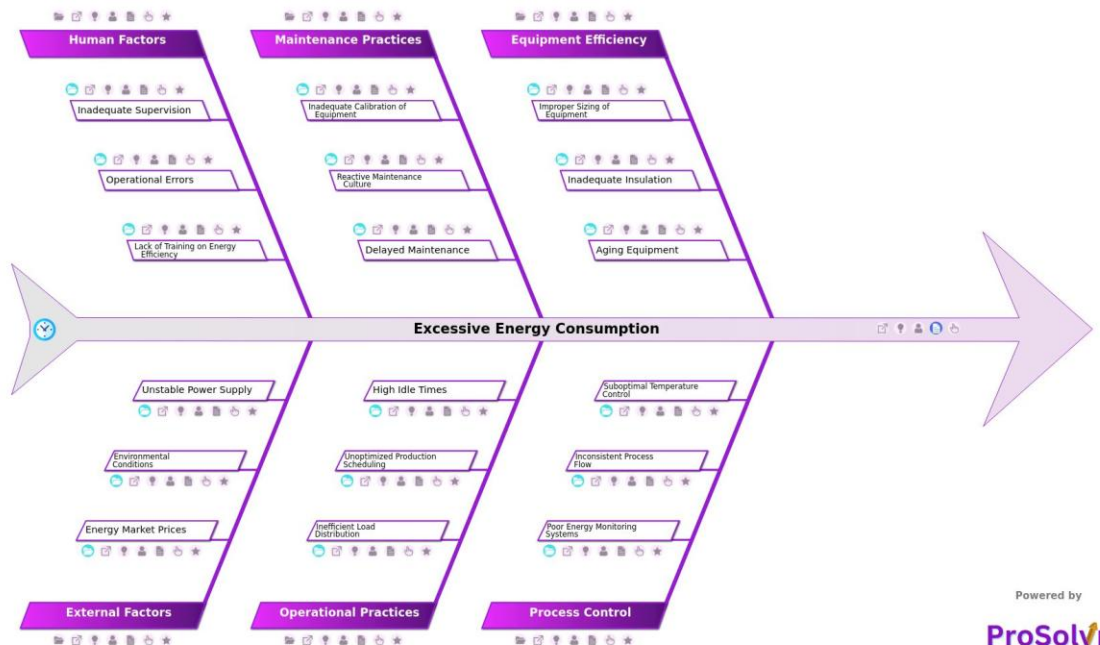 Human Factors
Maintenance Practices
Equipment Efficiency
Inadequate Supervision
Inadequate Calibration of
Equipment
Improper Sizing of
Equipment
Operational Errors
Reactive Maintenance
Culture
Inadequate Insulation
Lack of Training on Energy
Efficiency
Delayed Maintenance
Aging Equipment
Excessive Energy Consumption
Unstable Power Supply
High Idle Times
Suboptimal Temperature
Control
Environmental
Conditions
Unoptimized Production
Scheduling
Inconsistent Process
Flow
Energy Market Prices
Inefficient Load
Distribution
Poor Energy Monitoring
Systems
External Factors
Operational Practices
Process Control
Powered by